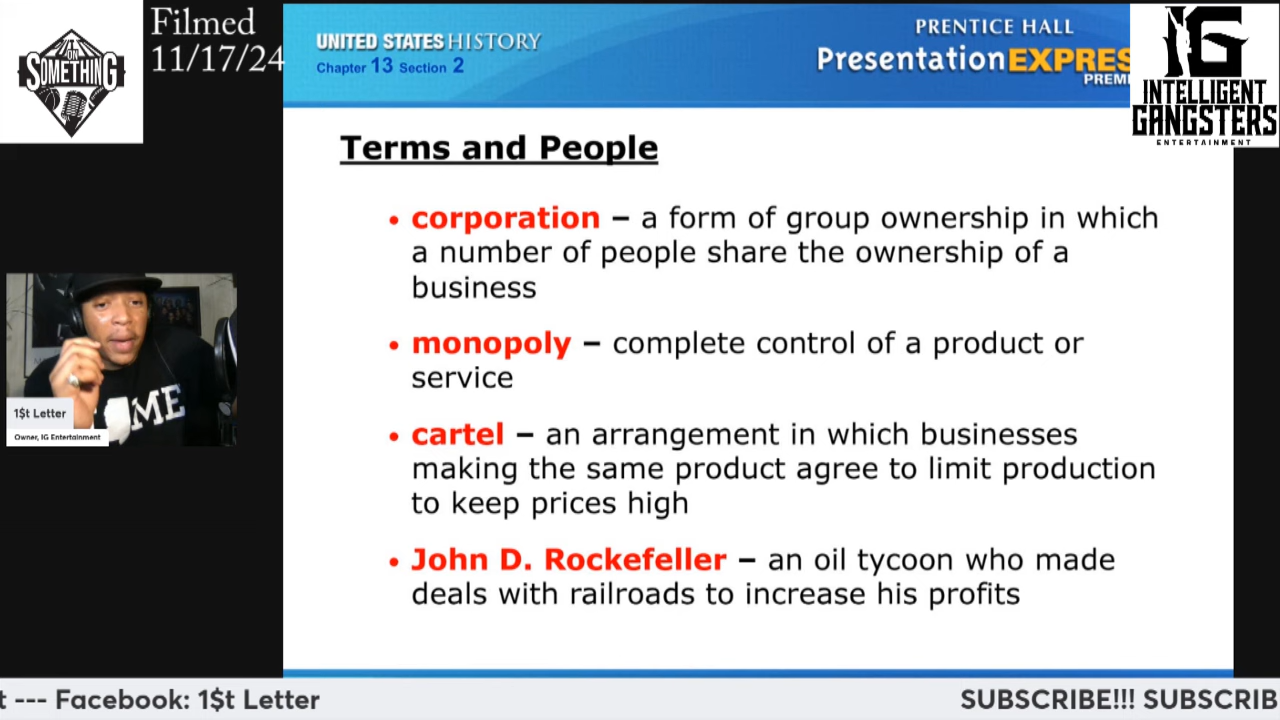 I ON
SOMETHING
Filmed
11/17/24
UNITED STATES HISTORY
Chapter 13 Section 2
PRENTICE HALL
PresentationEXPRES
PREMI
IG
INTELLIGENT
GANGSTERS
ENTERTAINMENT
Terms and People
• corporation – a form of group ownership in which
a number of people share the ownership of a
business
• monopoly – complete control of a product or
service
• cartel – an arrangement in which businesses
making the same product agree to limit production
to keep prices high
• John D. Rockefeller – an oil tycoon who made
deals with railroads to increase his profits
ME
1$t Letter
Owner, IG Entertainment
t --- Facebook: 1$t Letter
SUBSCRIBE!!! SUBSCRIB